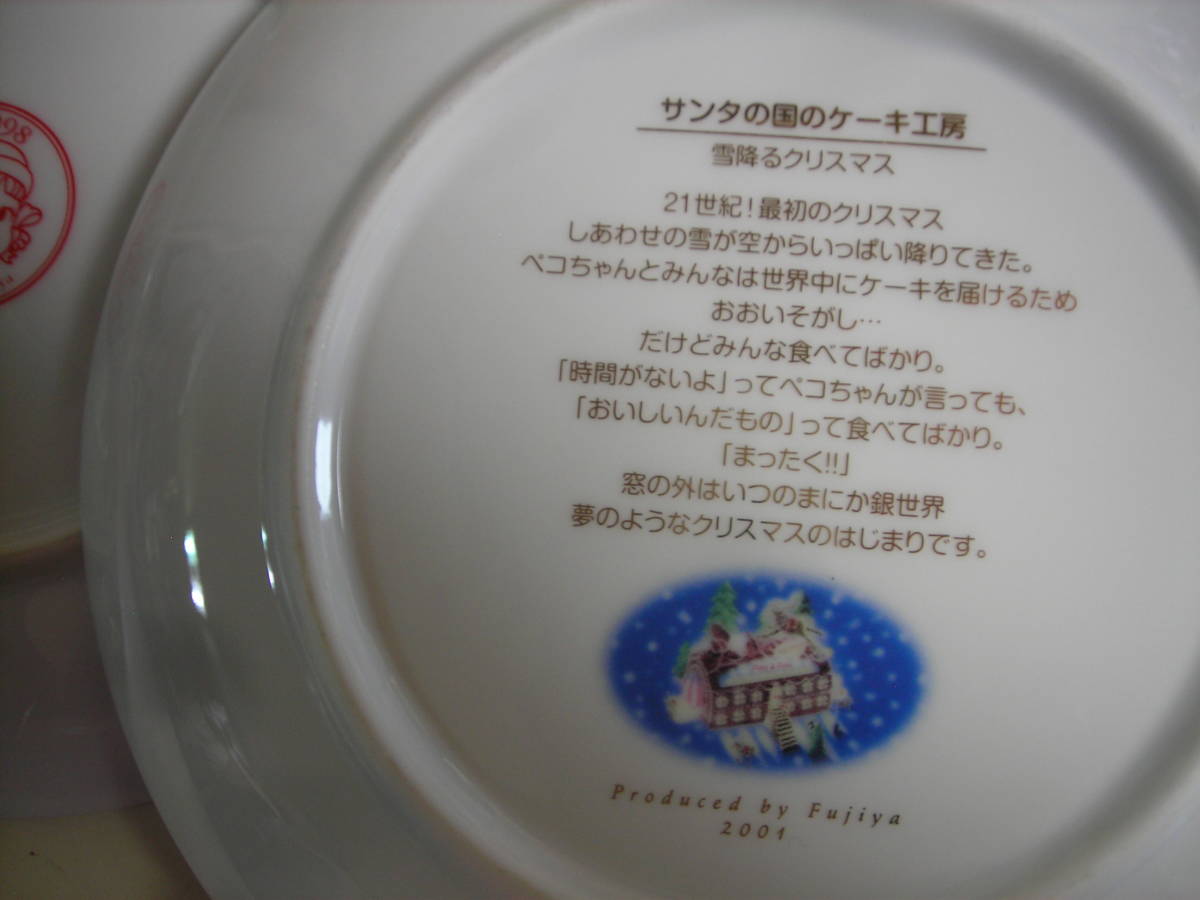 1998
サンタの国のケーキ工房
雪降るクリスマス
21世紀!最初のクリスマス
しあわせの雪が空からいっぱい降りてきた。
ペコちゃんとみんなは世界中にケーキを届けるため
おおいそがし…
だけどみんな食べてばかり。
「時間がないよ」ってペコちゃんが言っても、
「おいしいんだもの」って食べてばかり。
「まったく!!」
窓の外はいつのまにか銀世界
夢のようなクリスマスのはじまりです。
Produced by Fujiya
2001